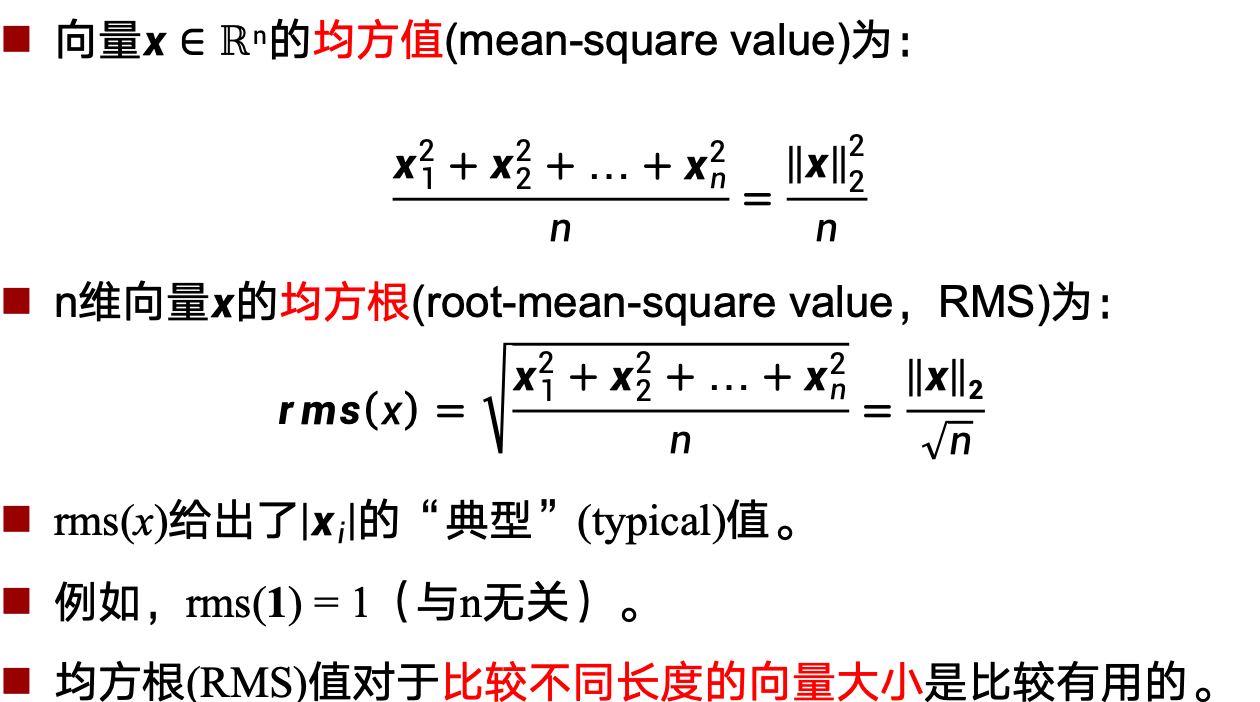 ■ 向量x ∈ ℝⁿ的均方值(mean-square value)为：
(x₁² + x₂² + … + xₙ²) / n = ‖x‖₂² / n
■ n维向量x的均方根(root-mean-square value，RMS)为：
rms(x) = √((x₁² + x₂² + … + xₙ²) / n) = ‖x‖₂ / √n
■ rms(x)给出了|xᵢ|的“典型”(typical)值。
■ 例如，rms(1) = 1（与n无关）。
■ 均方根(RMS)值对于比较不同长度的向量大小是比较有用的。